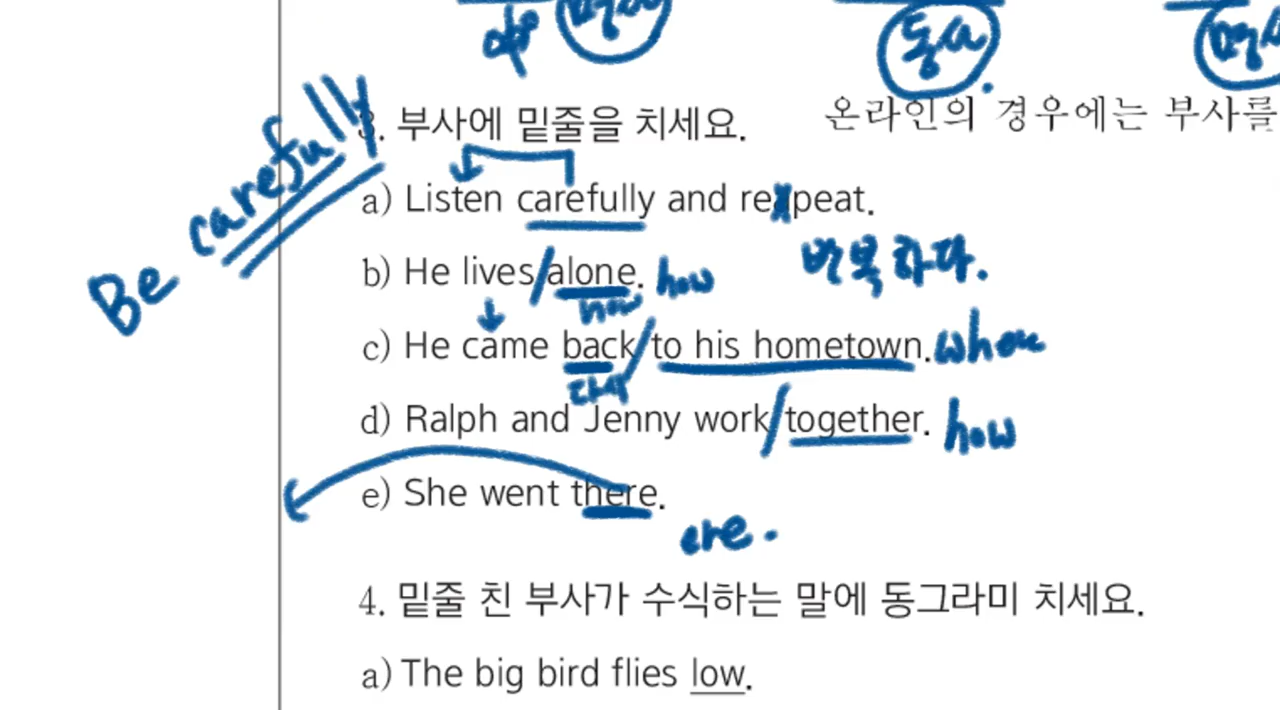 동사.
3. 부사에 밑줄을 치세요.
온라인의 경우에는 부사를
Be carefully
a) Listen carefully and repeat.
반복하다.
b) He lives/alone. how
how
c) He came back/to his hometown. where
다시
d) Ralph and Jenny work/together. how
e) She went there.
ere.
4. 밑줄 친 부사가 수식하는 말에 동그라미 치세요.
a) The big bird flies low.